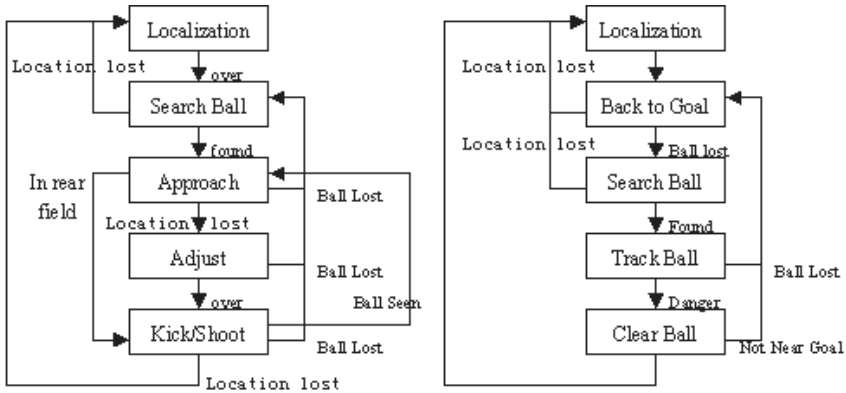 Localization
Location lost
over
Search Ball
found
In rear
field
Approach
Ball Lost
Location lost
Adjust
Ball Lost
over
Ball Seen
Kick/Shoot
Ball Lost
Location lost
Localization
Location lost
Back to Goal
Location lost
Ball lost
Search Ball
Found
Track Ball
Ball Lost
Danger
Clear Ball
Not Near Goal